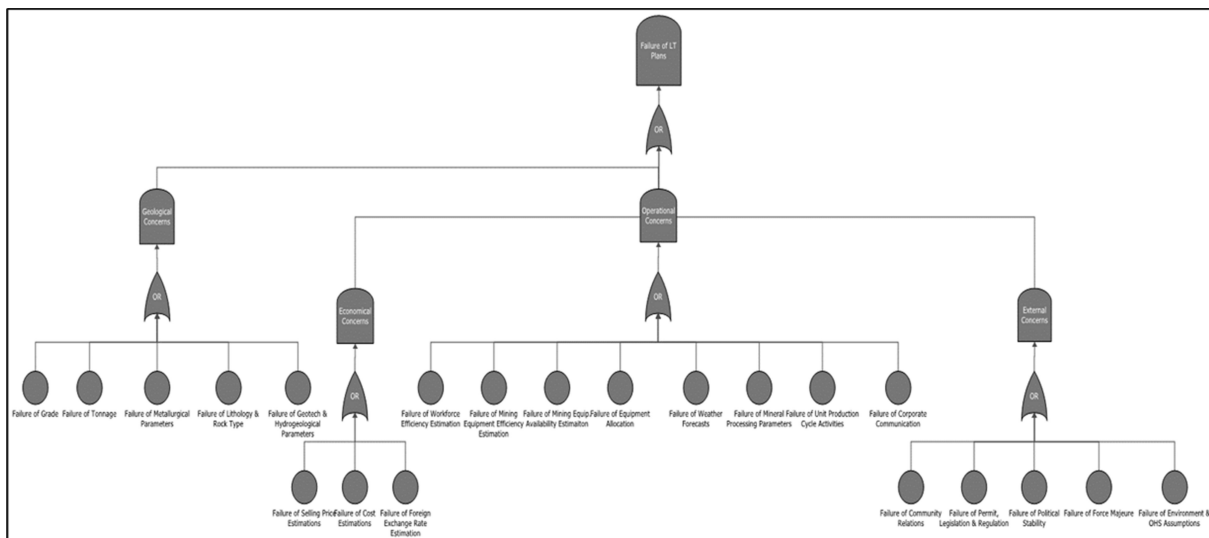 Failure of LT
Plans
OR
Geological
Concerns
Operational
Concerns
OR
OR
Economical
Concerns
External
Concerns
Failure of Grade
Failure of Tonnage
Failure of Metallurgical
Parameters
Failure of Lithology &
Rock Type
Failure of Geotech &
Hydrogeological
Parameters
OR
Failure of Workforce
Efficiency Estimation
Failure of Mining
Equipment Efficiency
Estimation
Failure of Mining Equip.
Availability Estimaiton
Failure of Equipment
Allocation
Failure of Weather
Forecasts
Failure of Mineral
Processing Parameters
Failure of Unit Production
Cycle Activities
Failure of Corporate
Communication
OR
Failure of Selling Price
Estimations
Failure of Cost
Estimations
Failure of Foreign
Exchange Rate
Estimation
Failure of Community
Relations
Failure of Permit,
Legislation & Regulation
Failure of Political
Stability
Failure of Force Majeure
Failure of Environment &
OHS Assumptions